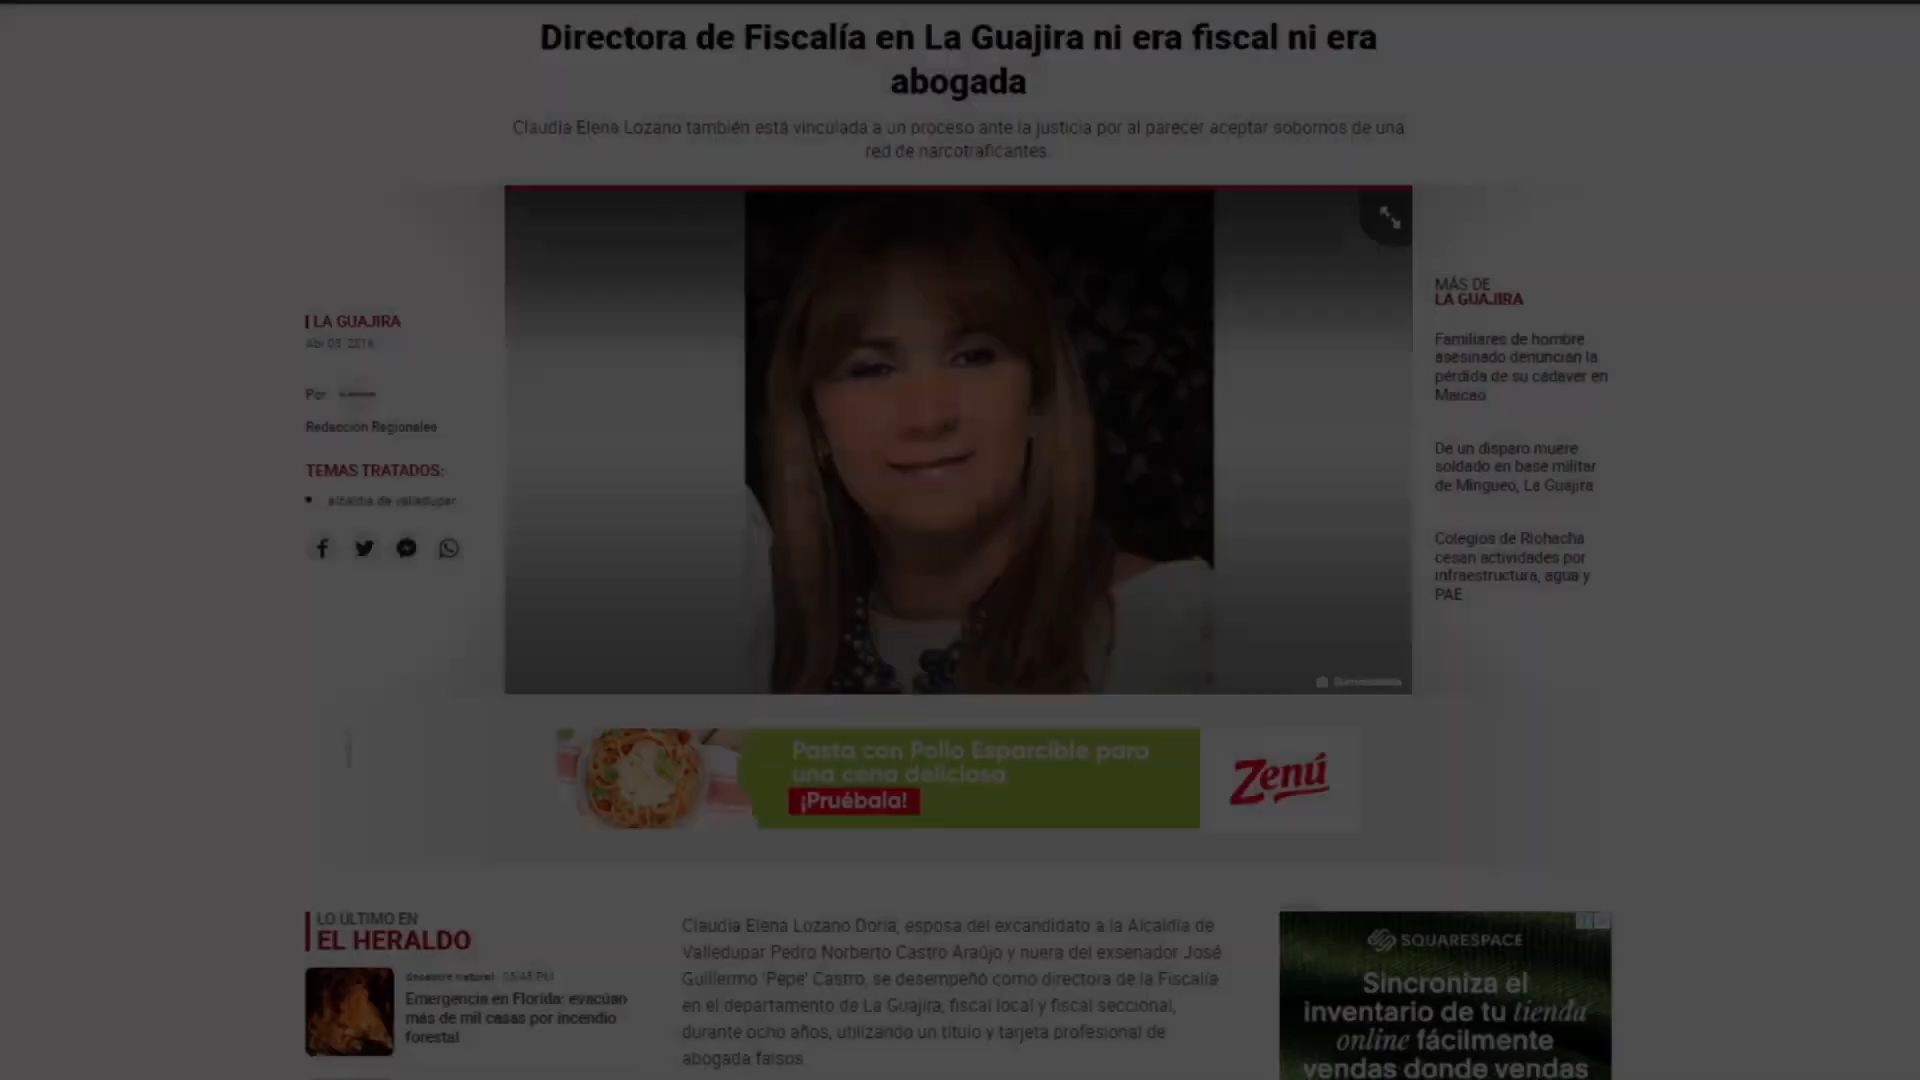 Directora de Fiscalía en La Guajira ni era fiscal ni era
abogada
Claudia Elena Lozano también está vinculada a un proceso ante la justicia por al parecer aceptar sobornos de una
red de narcotraficantes.
LA GUAJIRA
Abr 03, 2016
Por
Redacción Regionales
TEMAS TRATADOS:
alcaldía de valledupar
MÁS DE
LA GUAJIRA
Familiares de hombre
asesinado denuncian la
pérdida de su cadáver en
Maicao
De un disparo muere
soldado en base militar
de Mingueo, La Guajira
Colegios de Riohacha
cesan actividades por
infraestructura, agua y
PAE
Pasta con Pollo Esparcible para
una cena deliciosa
¡Pruébala!
Zenú
LO ÚLTIMO EN
EL HERALDO
desastre natural 05:45 PM
Emergencia en Florida: evacúan
más de mil casas por incendio
forestal
Claudia Elena Lozano Doria, esposa del excandidato a la Alcaldía de
Valledupar Pedro Norberto Castro Araújo y nuera del exsenador José
Guillermo 'Pepe' Castro, se desempeñó como directora de la Fiscalía
en el departamento de La Guajira, fiscal local y fiscal seccional,
durante ocho años, utilizando un título y tarjeta profesional de
abogada falsos.
SQUARESPACE
Sincroniza el
inventario de tu tienda
online fácilmente
vendas donde vendas